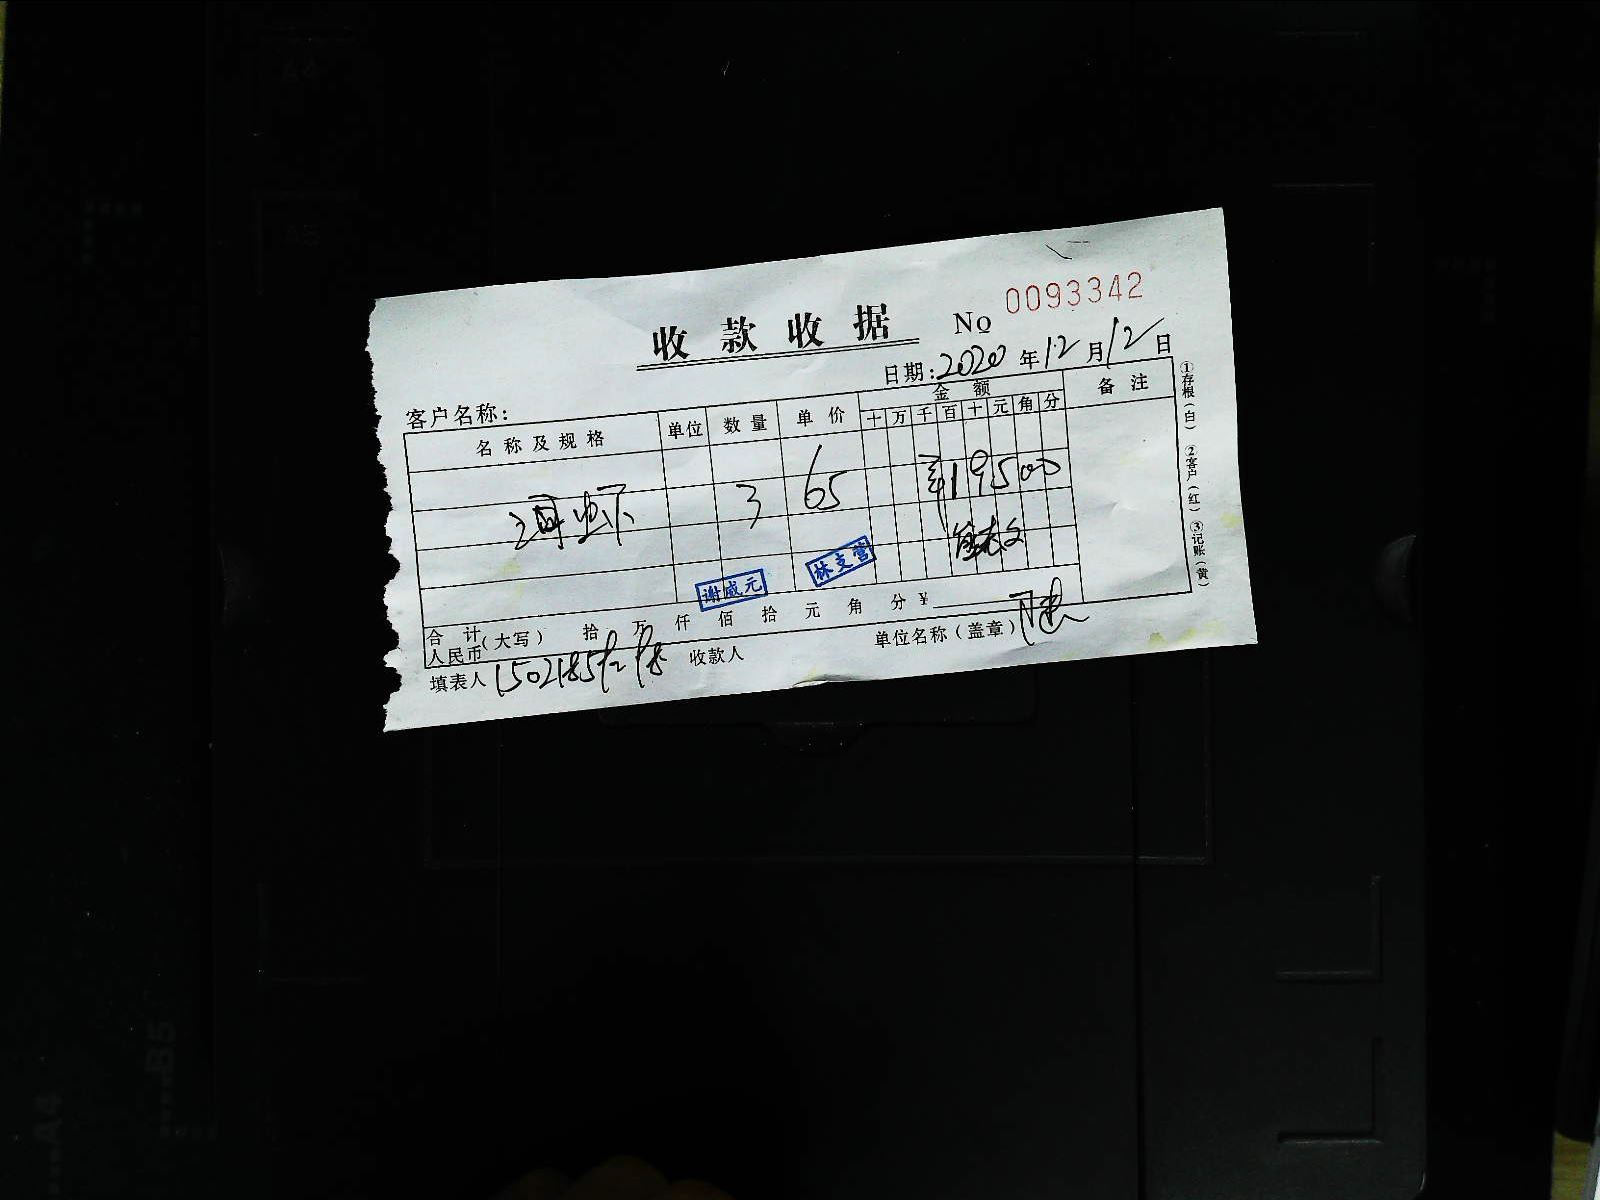 收款收据 No 0093342
日期:2020年12月12日
客户名称:
名称及规格 单位 数量 单价 金额 备注
十 万 千 百 十 元 角 分
虾 3 65 ¥19500
谢威元 林支营
合计人民币(大写) 拾 万 仟 佰 拾 元 角 分 ¥
填表人 收款人 单位名称(盖章)
①存根(白) ②客户(红) ③记账(黄)